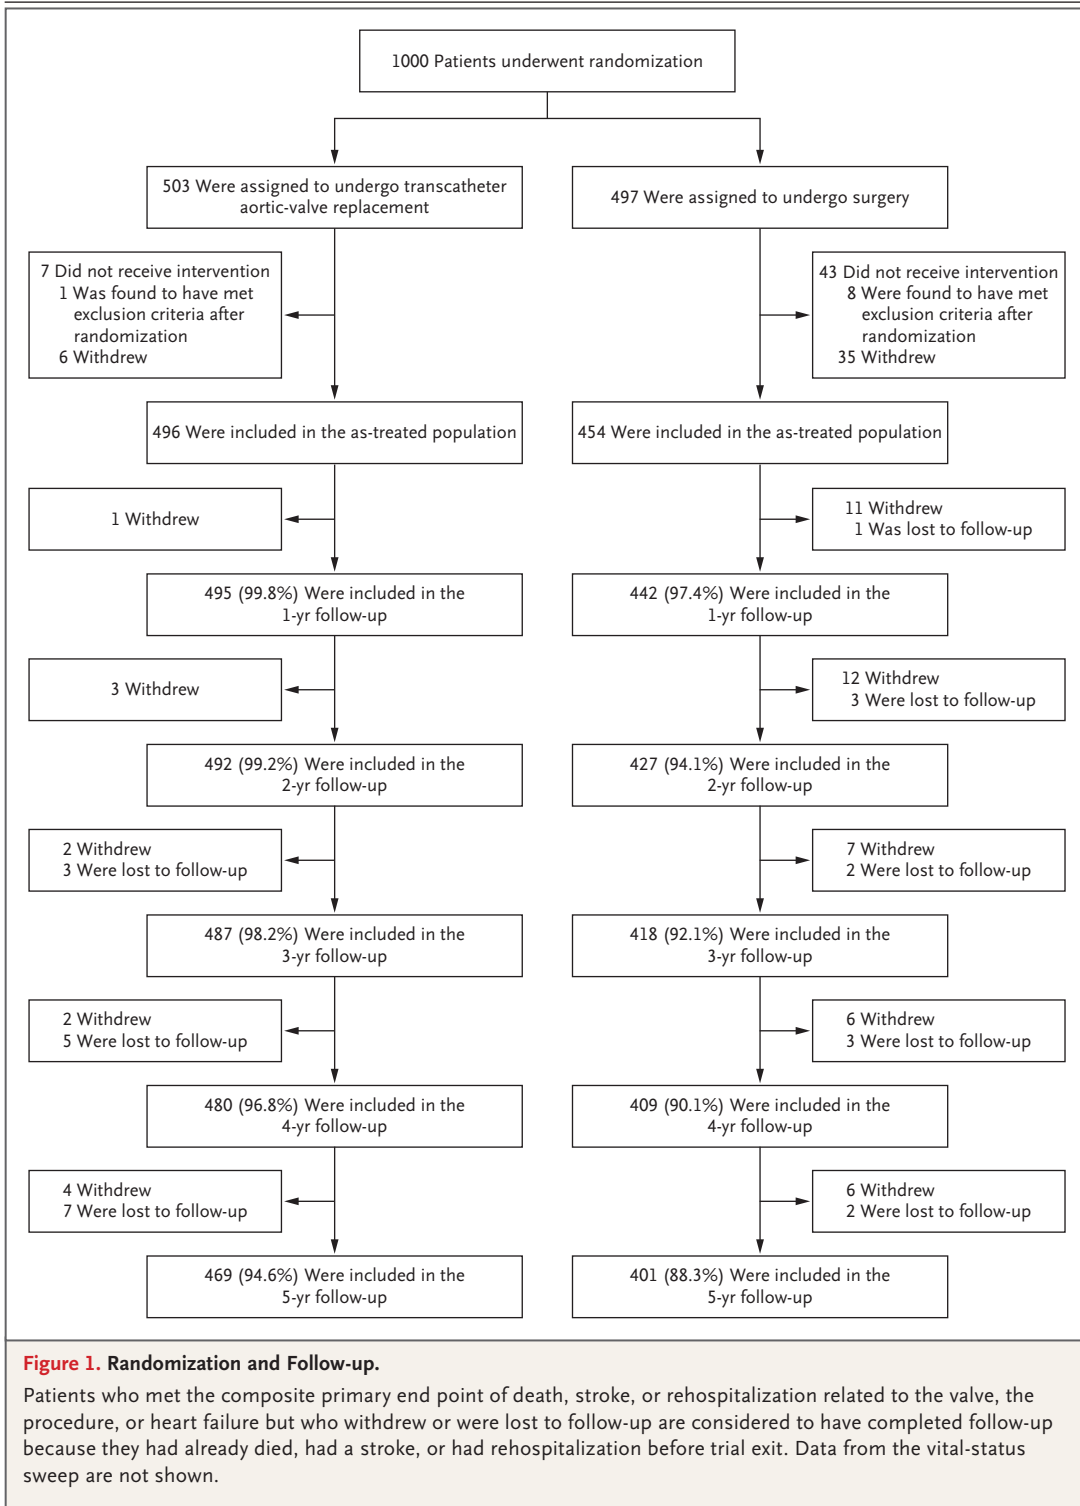 1000 Patients underwent randomization
503 Were assigned to undergo transcatheter
aortic-valve replacement
497 Were assigned to undergo surgery
7 Did not receive intervention
1 Was found to have met
exclusion criteria after
randomization
6 Withdrew
43 Did not receive intervention
8 Were found to have met
exclusion criteria after
randomization
35 Withdrew
496 Were included in the as-treated population
454 Were included in the as-treated population
1 Withdrew
11 Withdrew
1 Was lost to follow-up
495 (99.8%) Were included in the
1-yr follow-up
442 (97.4%) Were included in the
1-yr follow-up
3 Withdrew
12 Withdrew
3 Were lost to follow-up
492 (99.2%) Were included in the
2-yr follow-up
427 (94.1%) Were included in the
2-yr follow-up
2 Withdrew
3 Were lost to follow-up
7 Withdrew
2 Were lost to follow-up
487 (98.2%) Were included in the
3-yr follow-up
418 (92.1%) Were included in the
3-yr follow-up
2 Withdrew
5 Were lost to follow-up
6 Withdrew
3 Were lost to follow-up
480 (96.8%) Were included in the
4-yr follow-up
409 (90.1%) Were included in the
4-yr follow-up
4 Withdrew
7 Were lost to follow-up
6 Withdrew
2 Were lost to follow-up
469 (94.6%) Were included in the
5-yr follow-up
401 (88.3%) Were included in the
5-yr follow-up
Figure 1. Randomization and Follow-up.
Patients who met the composite primary end point of death, stroke, or rehospitalization related to the valve, the
procedure, or heart failure but who withdrew or were lost to follow-up are considered to have completed follow-up
because they had already died, had a stroke, or had rehospitalization before trial exit. Data from the vital-status
sweep are not shown.